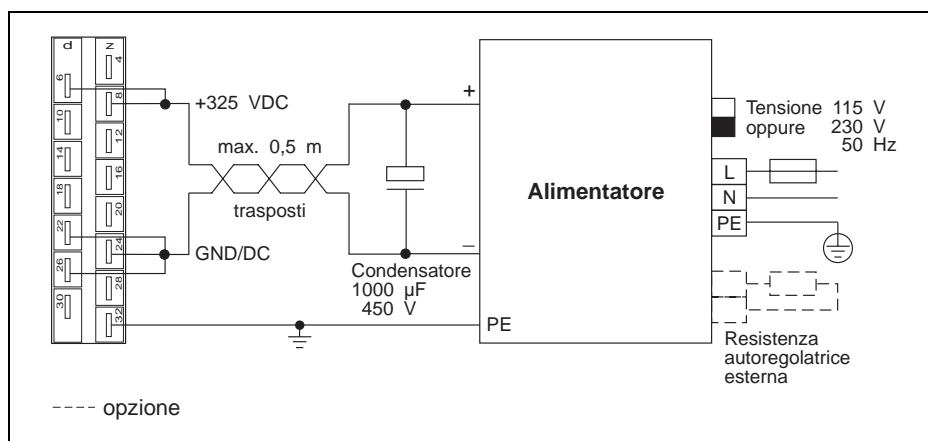 d
z
4
6
8
10
12
14
16
18
20
22
24
26
28
30
32
+325 VDC
max. 0,5 m
trasposti
GND/DC
+
–
Condensatore
1000 µF
450 V
PE
Alimentatore
Tensione 115 V
oppure 230 V
50 Hz
L
N
PE
Resistenza
autoregolatrice
esterna
---- opzione